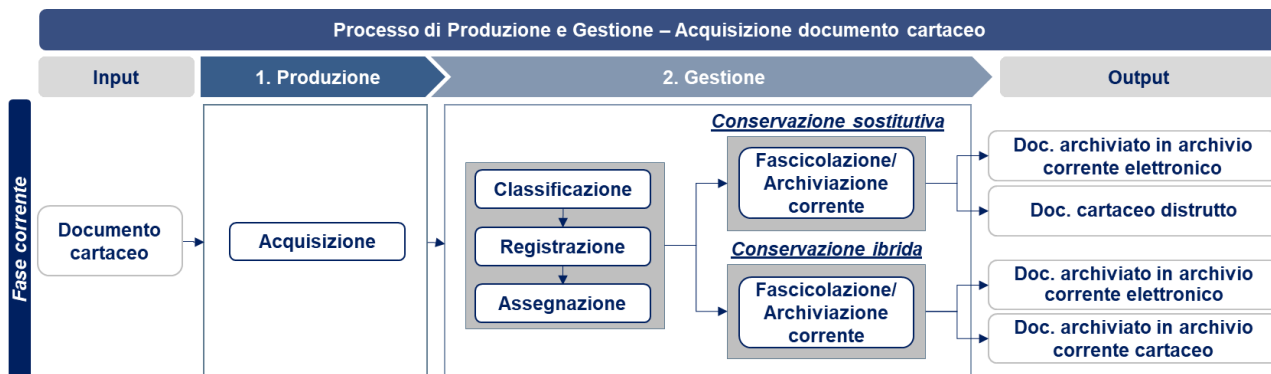 Processo di Produzione e Gestione – Acquisizione documento cartaceo
Input
1. Produzione
2. Gestione
Output
Fase corrente
Documento
cartaceo
Acquisizione
Classificazione
Registrazione
Assegnazione
Conservazione sostitutiva
Fascicolazione/
Archiviazione
corrente
Conservazione ibrida
Fascicolazione/
Archiviazione
corrente
Doc. archiviato in archivio
corrente elettronico
Doc. cartaceo distrutto
Doc. archiviato in archivio
corrente elettronico
Doc. archiviato in archivio
corrente cartaceo